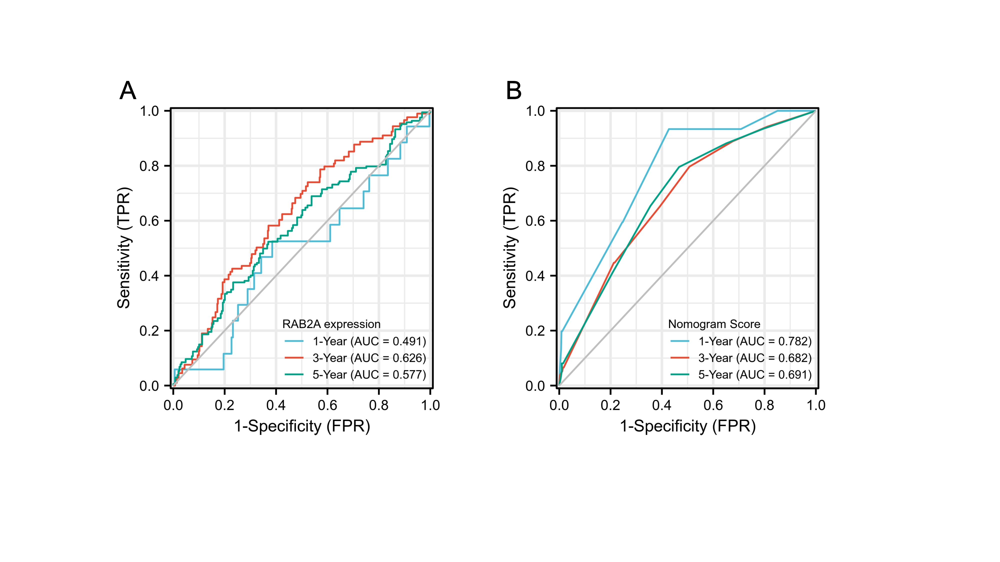 A
1.0
0.8
0.6
0.4
0.2
0.0
Sensitivity (TPR)
RAB2A expression
1-Year (AUC = 0.491)
3-Year (AUC = 0.626)
5-Year (AUC = 0.577)
0.0 0.2 0.4 0.6 0.8 1.0
1-Specificity (FPR)
B
1.0
0.8
0.6
0.4
0.2
0.0
Sensitivity (TPR)
Nomogram Score
1-Year (AUC = 0.782)
3-Year (AUC = 0.682)
5-Year (AUC = 0.691)
0.0 0.2 0.4 0.6 0.8 1.0
1-Specificity (FPR)